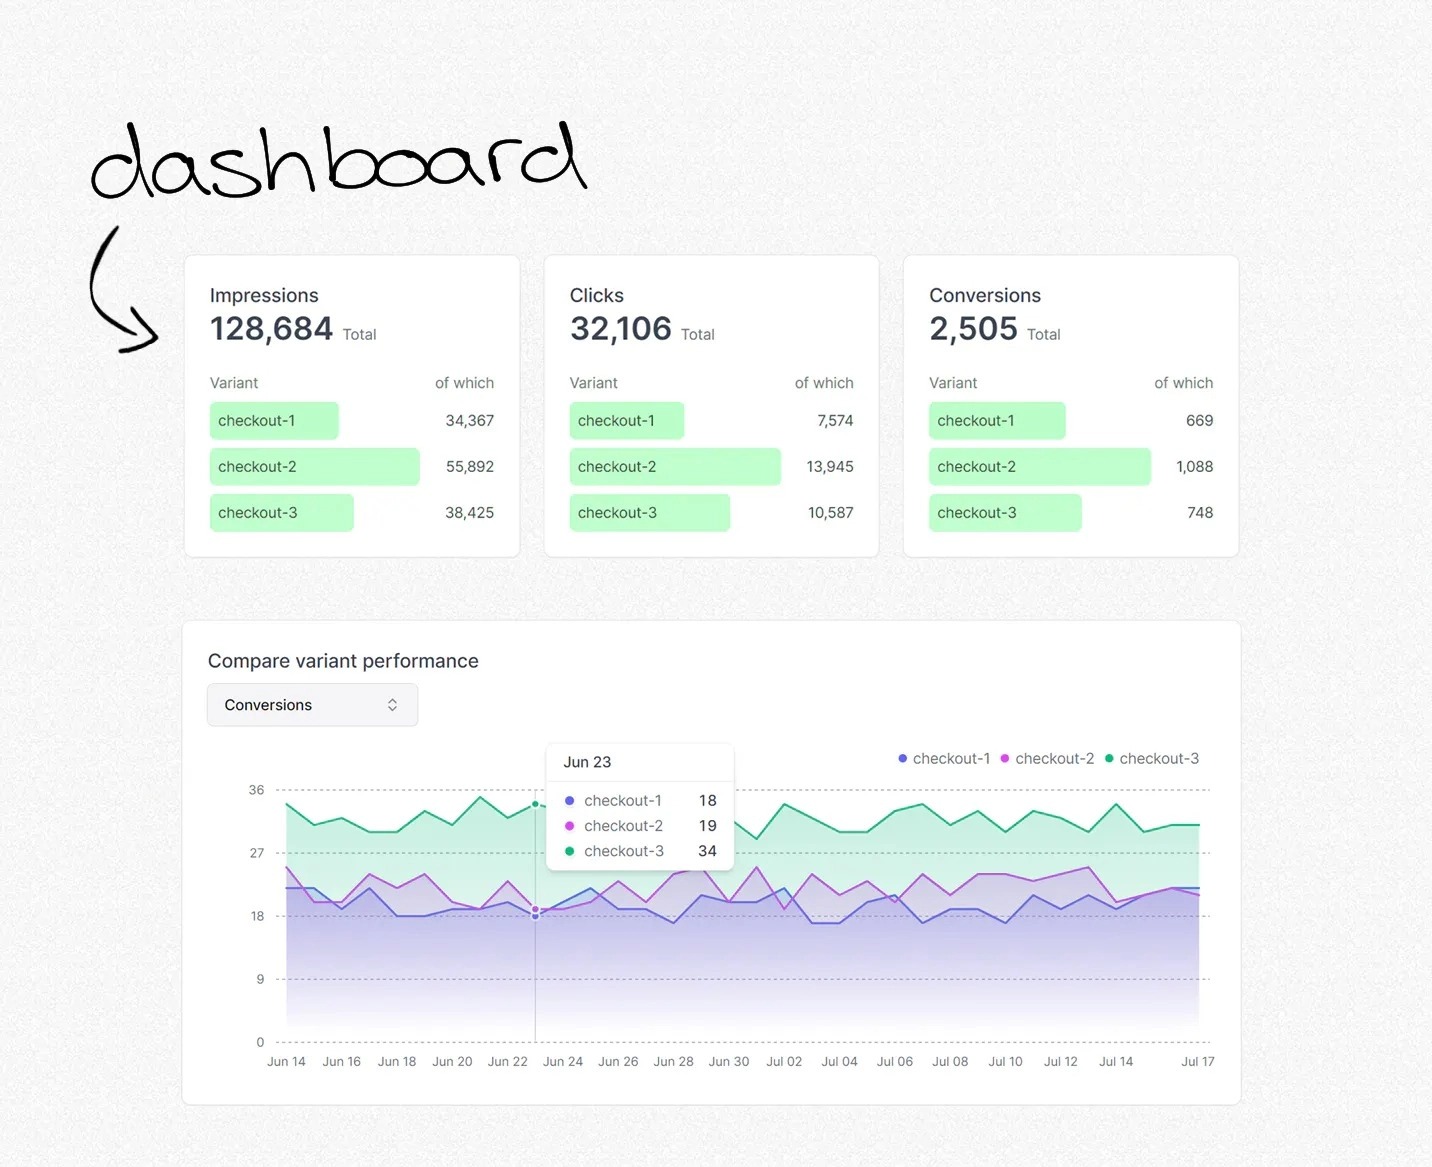 dashboard
Impressions
128,684 Total
Variant of which
checkout-1 34,367
checkout-2 55,892
checkout-3 38,425
Clicks
32,106 Total
Variant of which
checkout-1 7,574
checkout-2 13,945
checkout-3 10,587
Conversions
2,505 Total
Variant of which
checkout-1 669
checkout-2 1,088
checkout-3 748
Compare variant performance
Conversions
checkout-1 checkout-2 checkout-3
Jun 23
checkout-1 18
checkout-2 19
checkout-3 34
36
27
18
9
0
Jun 14 Jun 16 Jun 18 Jun 20 Jun 22 Jun 24 Jun 26 Jun 28 Jun 30 Jul 02 Jul 04 Jul 06 Jul 08 Jul 10 Jul 12 Jul 14 Jul 17